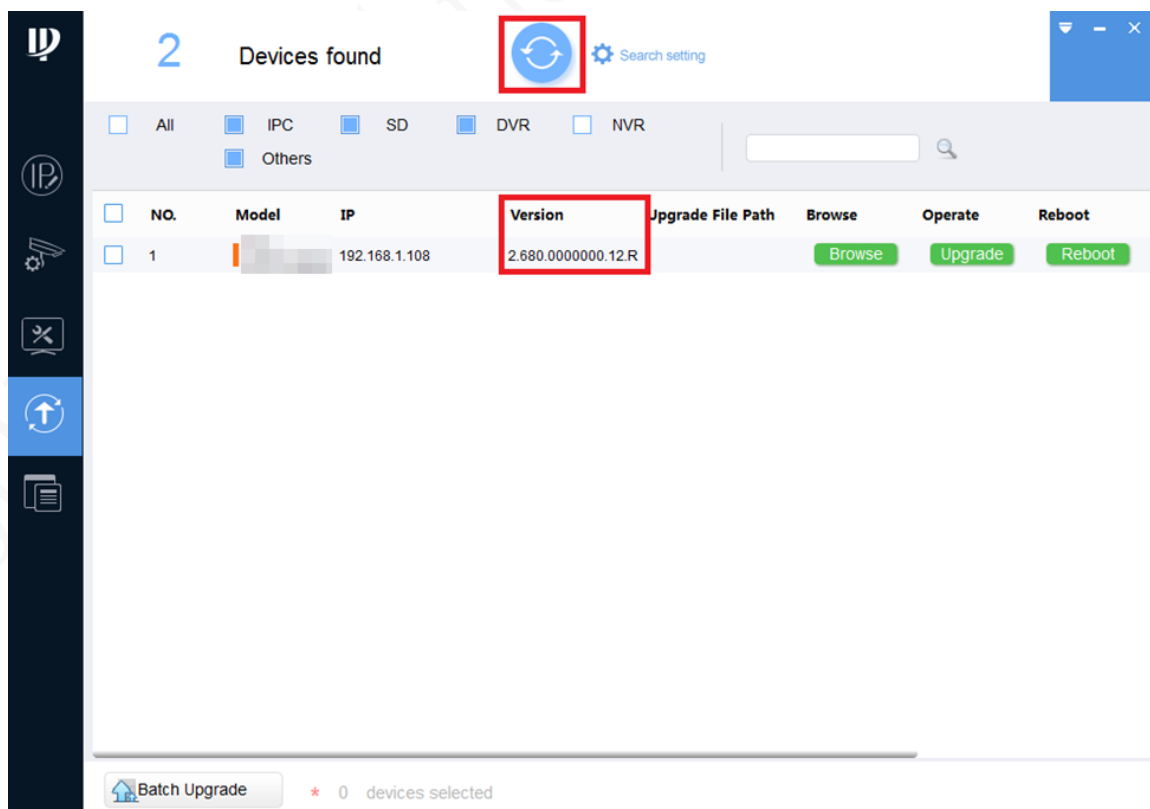 2 Devices found Search setting
All IPC SD DVR NVR
Others
NO. Model IP Version Upgrade File Path Browse Operate Reboot
1 192.168.1.108 2.680.0000000.12.R Browse Upgrade Reboot
Batch Upgrade * 0 devices selected